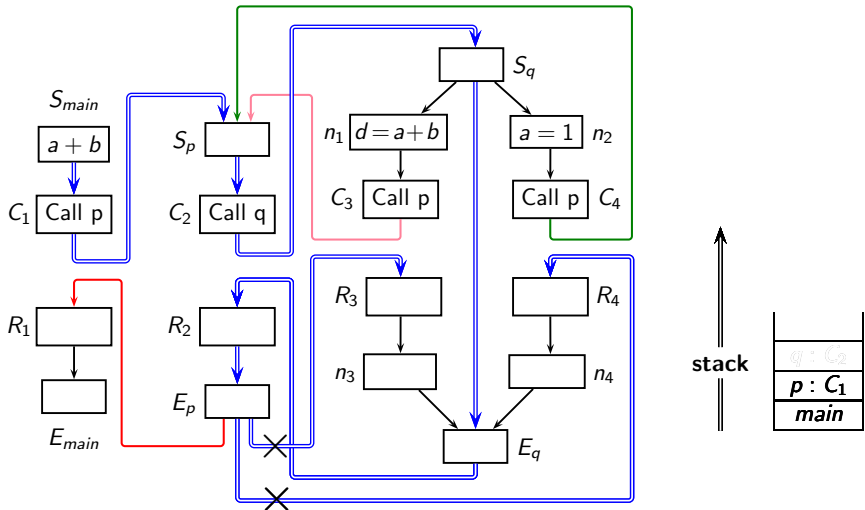 S_q
S_main
a + b
S_p
n_1 d = a + b
a = 1 n_2
C_1 Call p
C_2 Call q
C_3 Call p
Call p C_4
R_1
R_2
R_3
R_4
n_3
n_4
E_p
E_main
E_q
stack
q : C_2
p : C_1
main